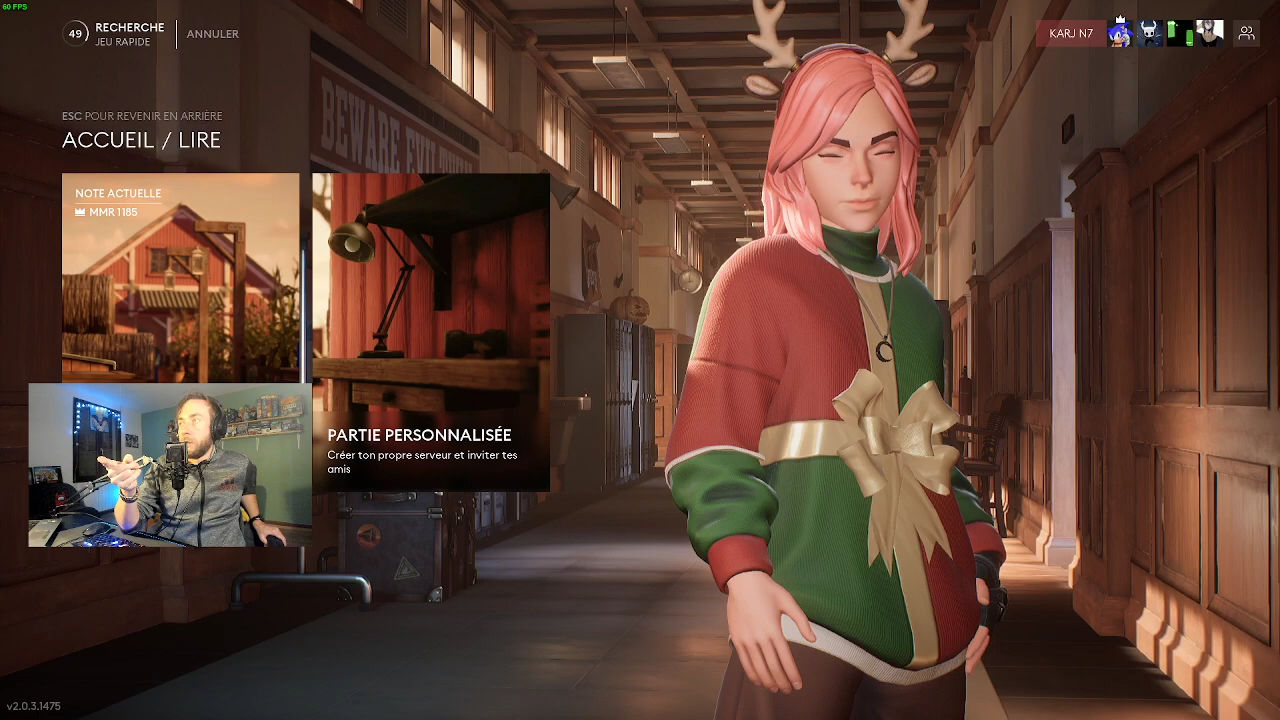 60 FPS
49
RECHERCHE
JEU RAPIDE
ANNULER
KARJ N7
ESC POUR REVENIR EN ARRIÈRE
ACCUEIL / LIRE
BEWARE EVIL
NOTE ACTUELLE
MMR 1185
PARTIE PERSONNALISÉE
Créer ton propre serveur et inviter tes
amis
v2.0.3.1475